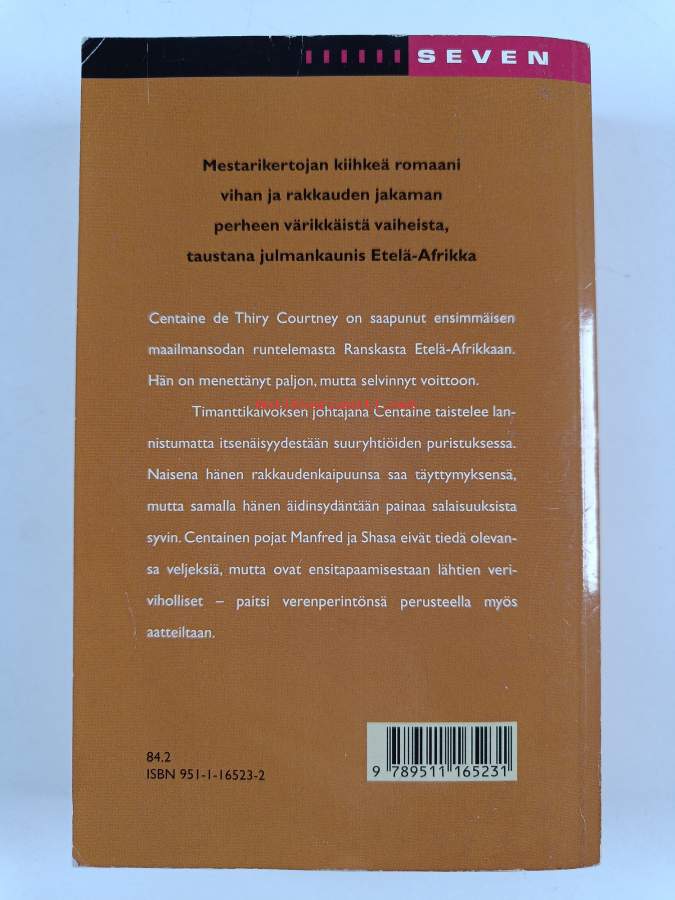 SEVEN
Mestarikertojan kiihkeä romaani
vihan ja rakkauden jakaman
perheen värikkäistä vaiheista,
taustana julmankaunis Etelä-Afrikka
Centaine de Thiry Courtney on saapunut ensimmäisen
maailmansodan runtelemasta Ranskasta Etelä-Afrikkaan.
Hän on menettänyt paljon, mutta selvinnyt voittoon.
Timanttikaivoksen johtajana Centaine taistelee lan-
nistumatta itsenäisyydestään suuryhtiöiden puristuksessa.
Naisena hänen rakkaudenkaipuunsa saa täyttymyksensä,
mutta samalla hänen äidinsydäntään painaa salaisuuksista
syvin. Centainen pojat Manfred ja Shasa eivät tiedä olevan-
sa veljeksiä, mutta ovat ensitapaamisestaan lähtien veri-
viholliset – paitsi verenperintönsä perusteella myös
aatteiltaan.
84.2
ISBN 951-1-16523-2
9 789511 165231